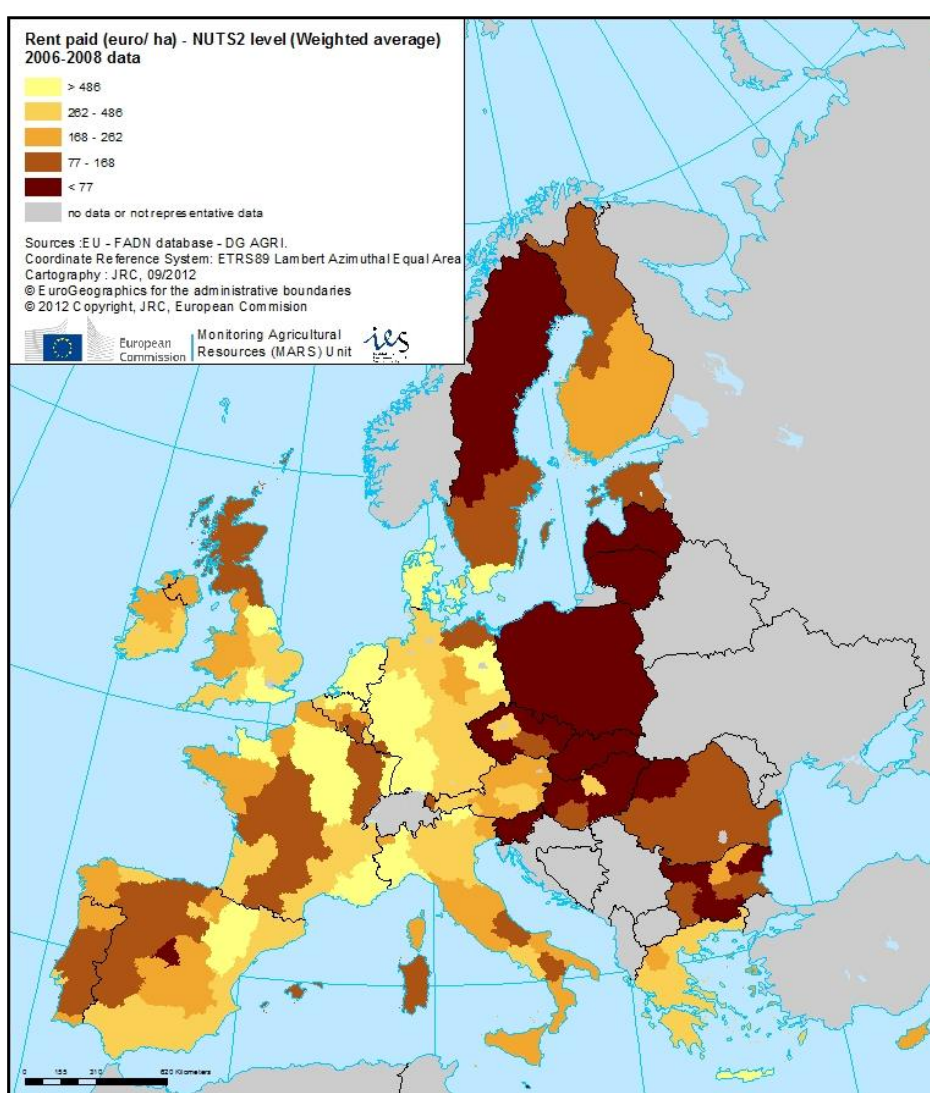 Rent paid (euro/ ha) - NUTS2 level (Weighted average)
2006-2008 data
> 486
262 - 486
168 - 262
77 - 168
< 77
no data or not representative data
Sources :EU - FADN database - DG AGRI.
Coordinate Reference System: ETRS89 Lambert Azimuthal Equal Area
Cartography : JRC, 09/2012
© EuroGeographics for the administrative boundaries
© 2012 Copyright, JRC, European Commision
European
Commission
Monitoring Agricultural
Resources (MARS) Unit
ies
0 155 310 620 Kilometers